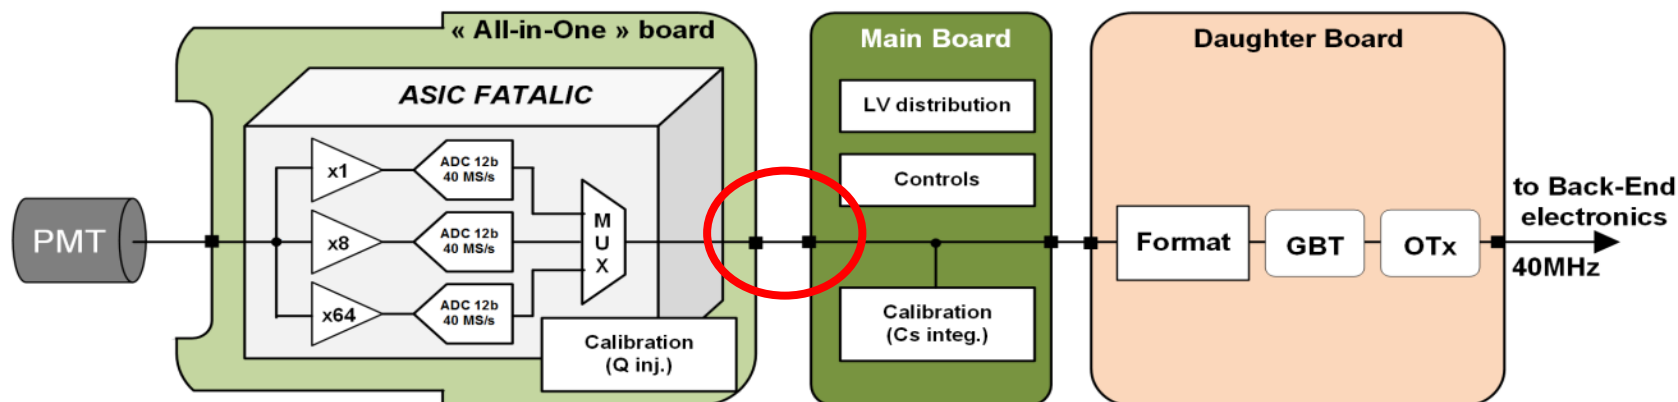 « All-in-One » board
ASIC FATALIC
PMT
x1
ADC 12b
40 MS/s
x8
ADC 12b
40 MS/s
x64
ADC 12b
40 MS/s
M
U
X
Calibration
(Q inj.)
Main Board
LV distribution
Controls
Calibration
(Cs integ.)
Daughter Board
Format
GBT
OTx
to Back-End
electronics
40MHz